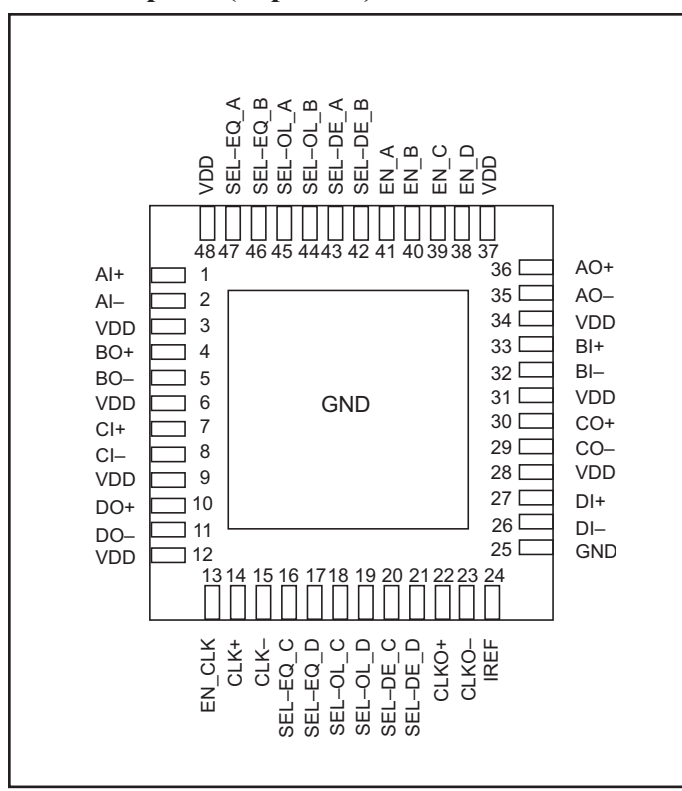 VDD
SEL–EQ_A
SEL–EQ_B
SEL–OL_A
SEL–OL_B
SEL–DE_A
SEL–DE_B
EN_A
EN_B
EN_C
EN_D
VDD
48 47 46 45 44 43 42 41 40 39 38 37
AI+ 1
AI– 2
VDD 3
BO+ 4
BO– 5
VDD 6
CI+ 7
CI– 8
VDD 9
DO+ 10
DO– 11
VDD 12
GND
36 AO+
35 AO–
34 VDD
33 BI+
32 BI–
31 VDD
30 CO+
29 CO–
28 VDD
27 DI+
26 DI–
25 GND
13 14 15 16 17 18 19 20 21 22 23 24
EN_CLK
CLK+
CLK–
SEL–EQ_C
SEL–EQ_D
SEL–OL_C
SEL–OL_D
SEL–DE_C
SEL–DE_D
CLKO+
CLKO–
IREF